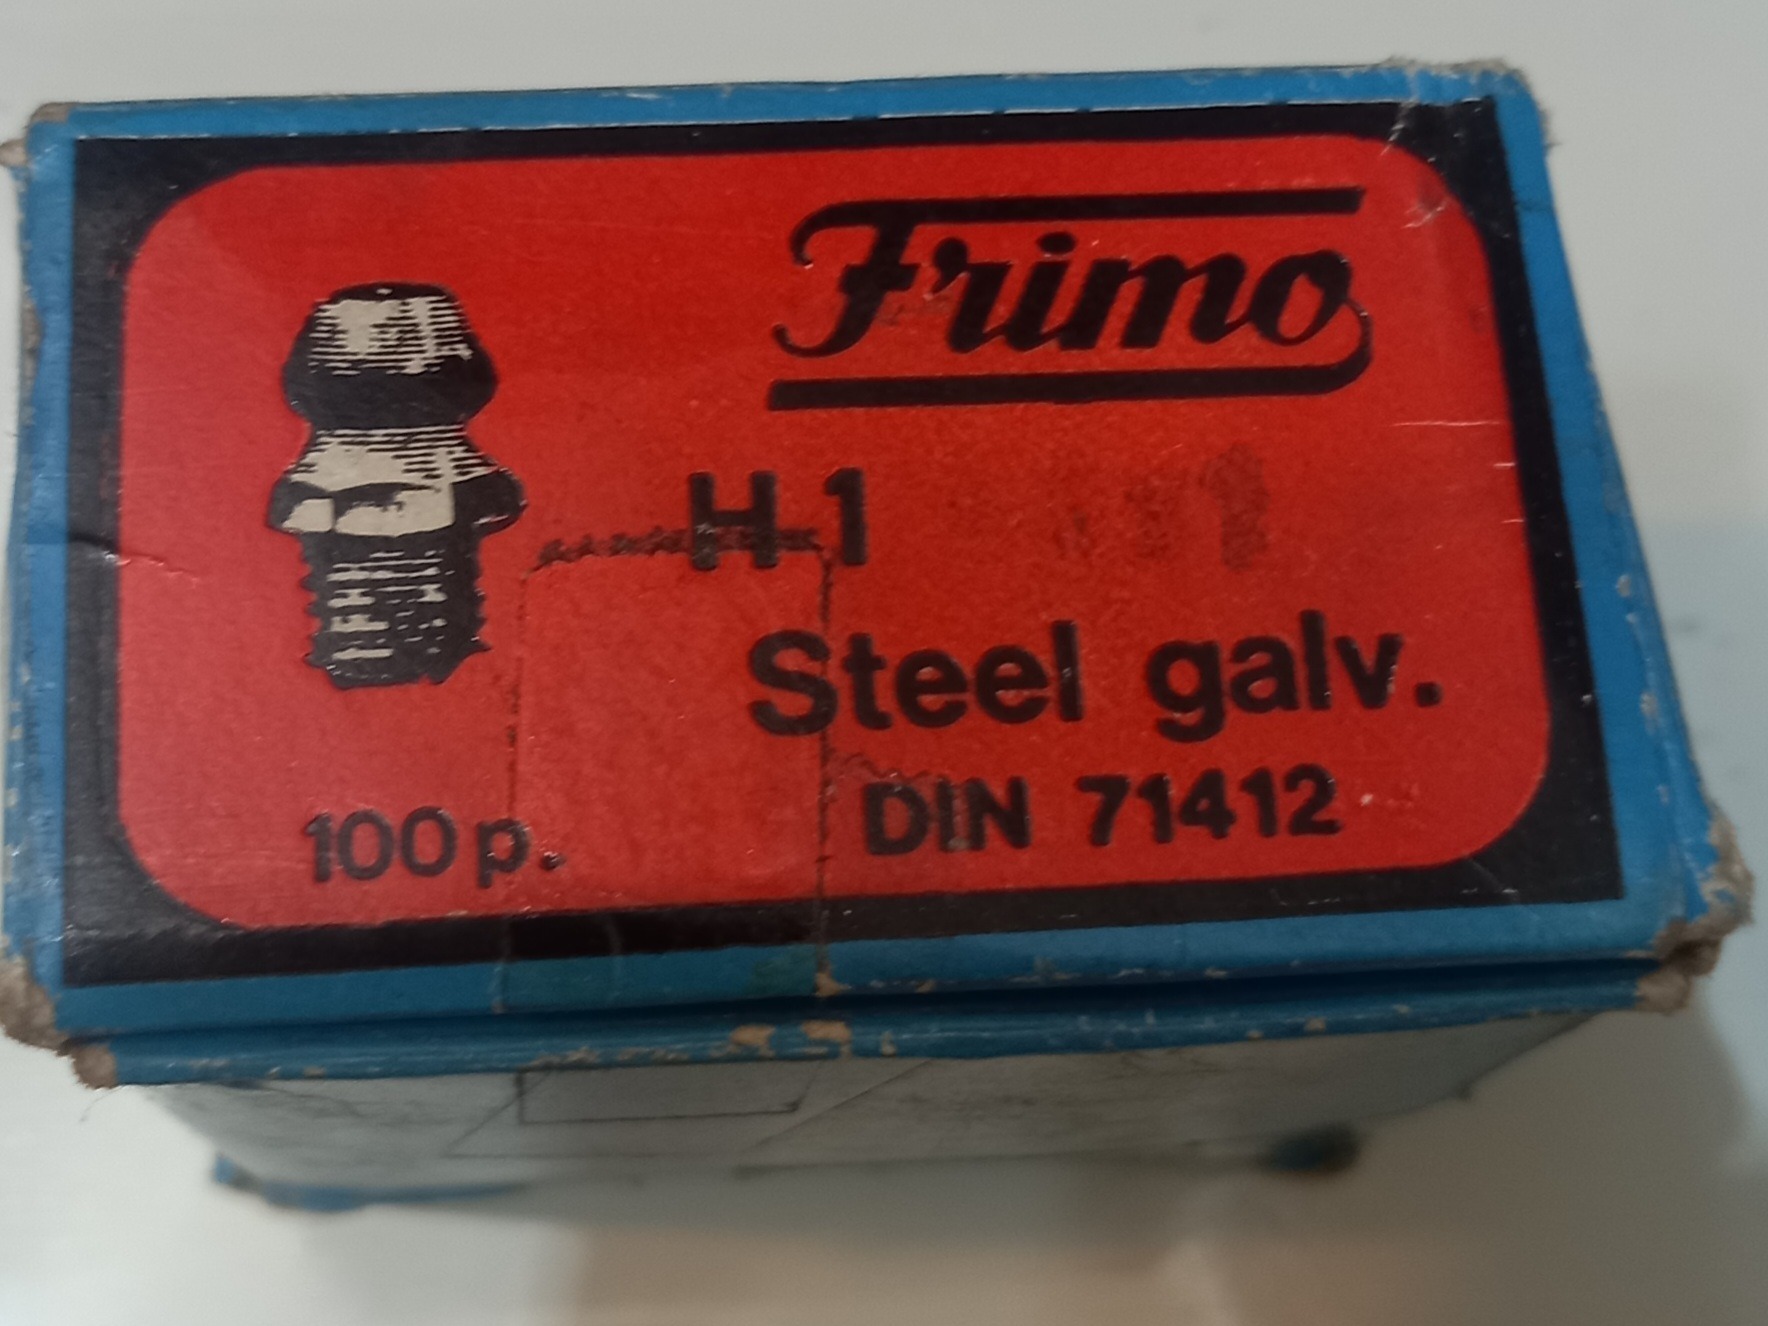 Frimo
H 1
Steel galv.
DIN 71412
100 p.